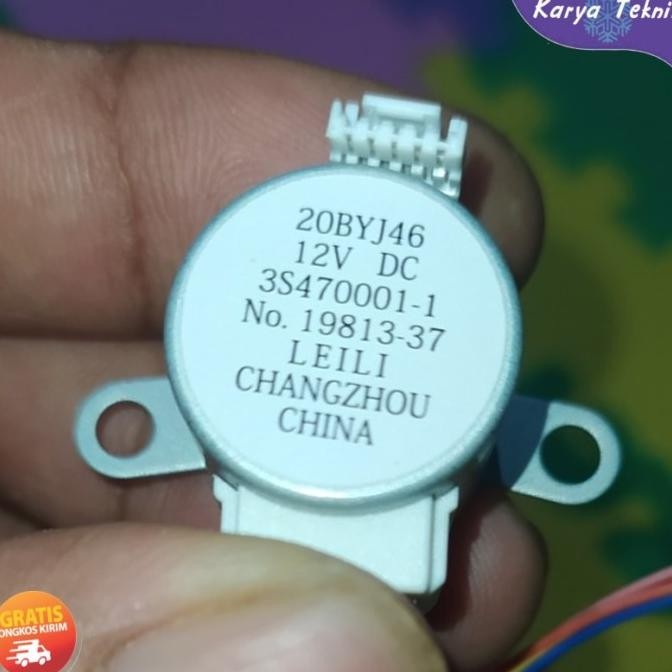 Karya Tekni
20BYJ46
12V DC
3S470001-1
No. 19813-37
LEILI
CHANGZHOU
CHINA
GRATIS
ONGKOS KIRIM